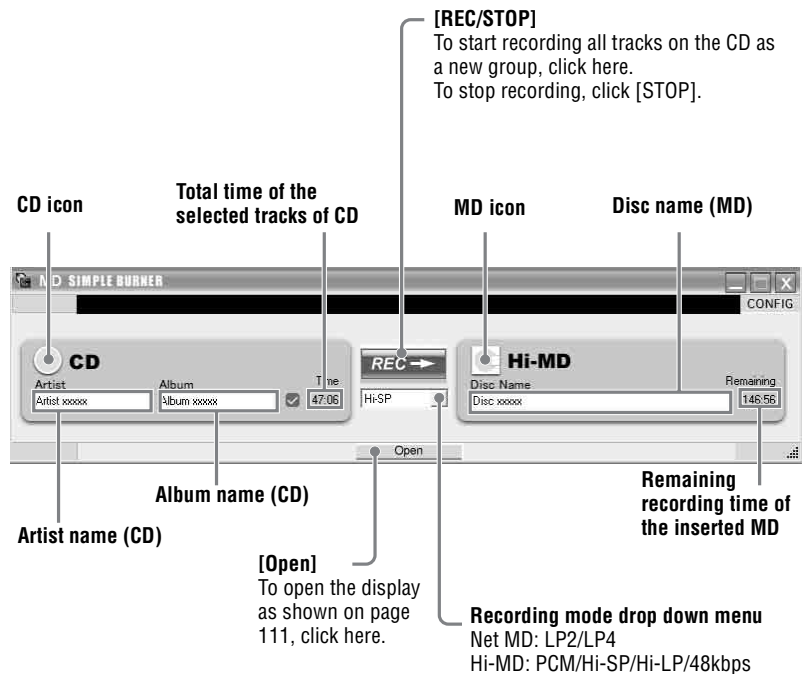 [REC/STOP]
To start recording all tracks on the CD as
a new group, click here.
To stop recording, click [STOP].
CD icon
Total time of the
selected tracks of CD
MD icon
Disc name (MD)
MD SIMPLE BURNER
CONFIG
CD
Artist
Album
Time
Artist xxxxx
Album xxxxx
47:06
REC
Hi-SP
Hi-MD
Disc Name
Remaining
Disc xxxxx
146:56
Open
Album name (CD)
Artist name (CD)
Remaining
recording time of
the inserted MD
[Open]
To open the display
as shown on page
111, click here.
Recording mode drop down menu
Net MD: LP2/LP4
Hi-MD: PCM/Hi-SP/Hi-LP/48kbps